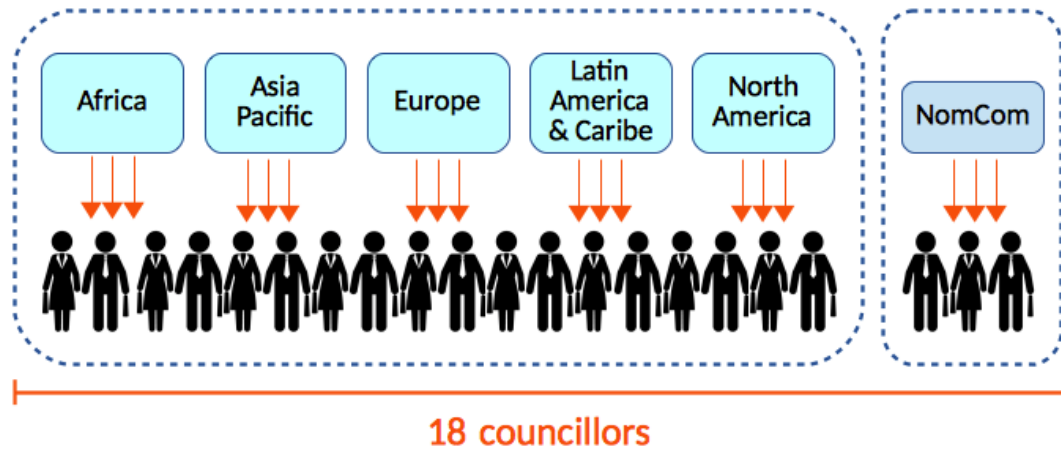 Africa
Asia
Pacific
Europe
Latin
America
& Caribe
North
America
NomCom
18 councillors